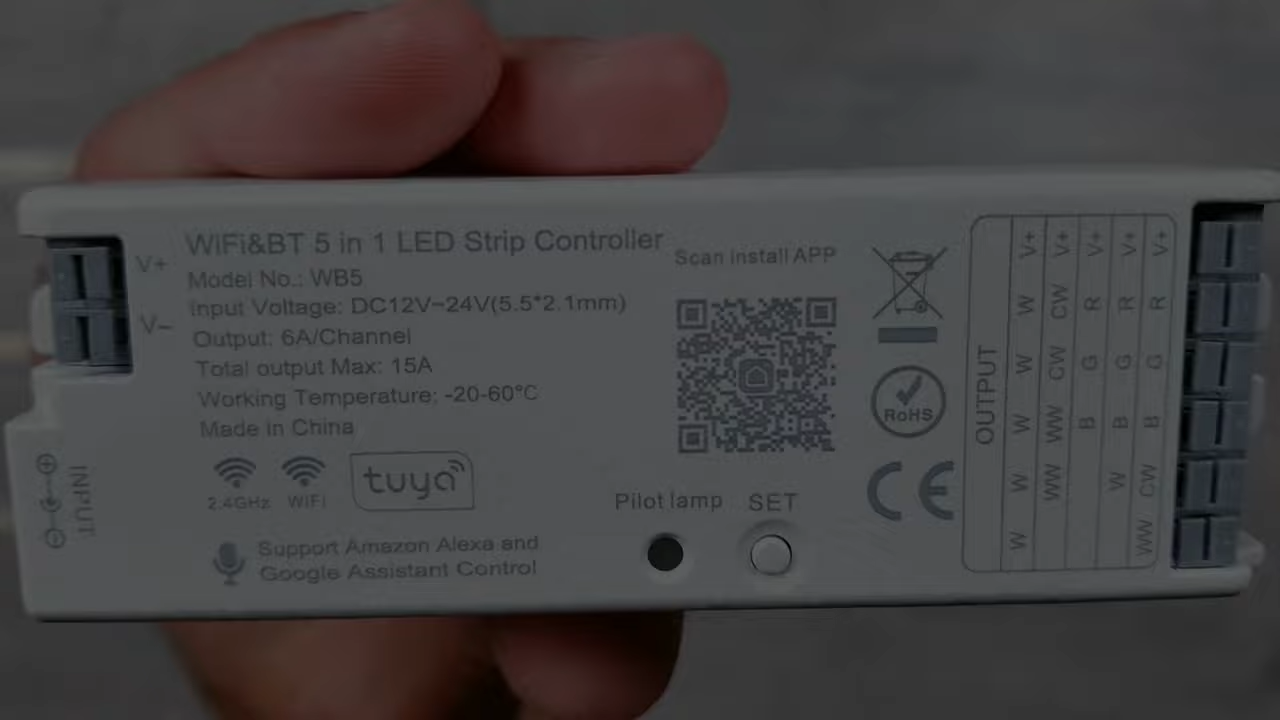 WiFi&BT 5 in 1 LED Strip Controller
Model No.: WB5
Input Voltage: DC12V~24V(5.5*2.1mm)
Output: 6A/Channel
Total output Max: 15A
Working Temperature: -20-60°C
Made in China
2.4GHz WIFI tuya
Support Amazon Alexa and
Google Assistant Control
V+
V−
INPUT
Scan Install APP
Pilot lamp SET
RoHS
CE
OUTPUT
V+ W W W W W
V+ CW CW WW WW
V+ R G B
V+ R G B W
V+ R G B CW WW